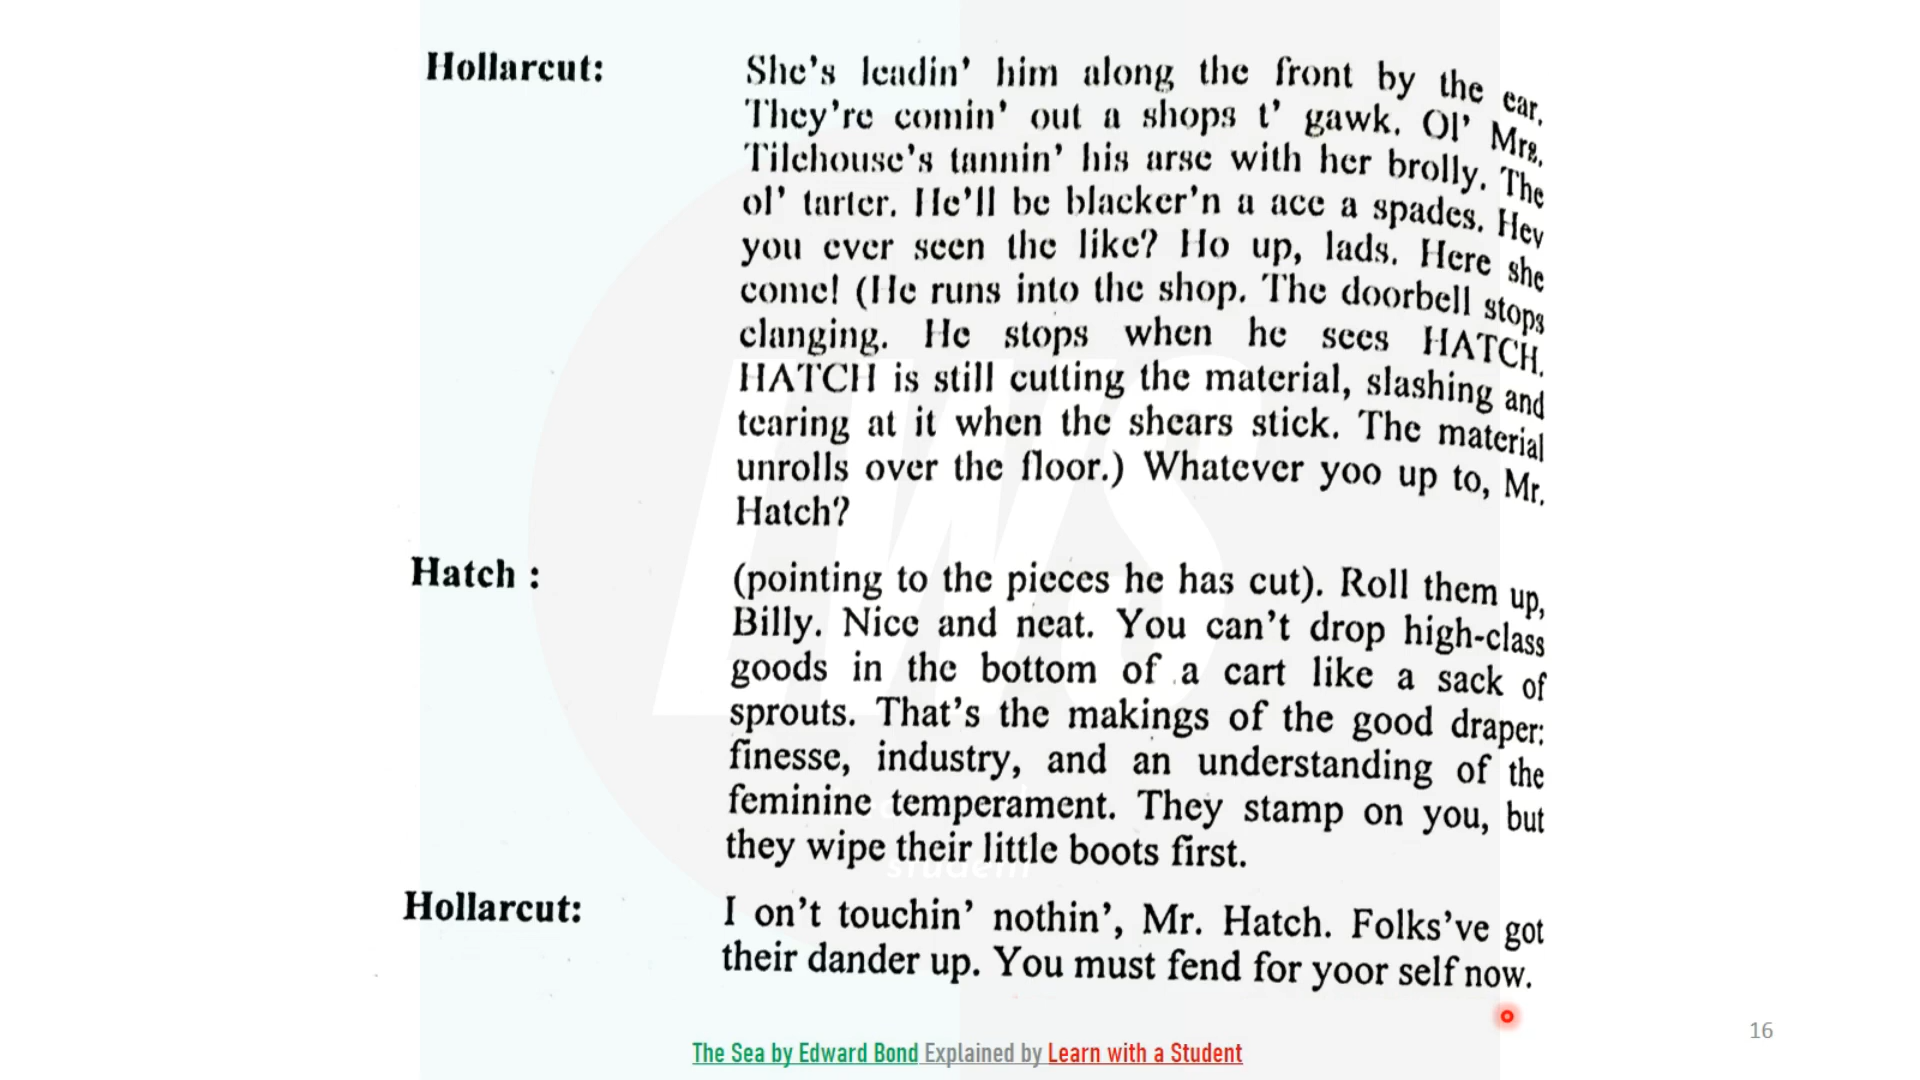 Hollarcut: She's leadin' him along the front by the ear.
They're comin' out a shops t' gawk. Ol' Mrs.
Tilehouse's tannin' his arse with her brolly. The
ol' tarter. He'll be blacker'n a ace a spades. Hev
you ever seen the like? Ho up, lads. Here she
come! (He runs into the shop. The doorbell stops
clanging. He stops when he sees HATCH.
HATCH is still cutting the material, slashing and
tearing at it when the shears stick. The material
unrolls over the floor.) Whatever yoo up to, Mr.
Hatch?
Hatch : (pointing to the pieces he has cut). Roll them up,
Billy. Nice and neat. You can't drop high-class
goods in the bottom of a cart like a sack of
sprouts. That's the makings of the good draper:
finesse, industry, and an understanding of the
feminine temperament. They stamp on you, but
they wipe their little boots first.
Hollarcut: I on't touchin' nothin', Mr. Hatch. Folks've got
their dander up. You must fend for yoor self now.
LWS
student
16
The Sea by Edward Bond Explained by Learn with a Student